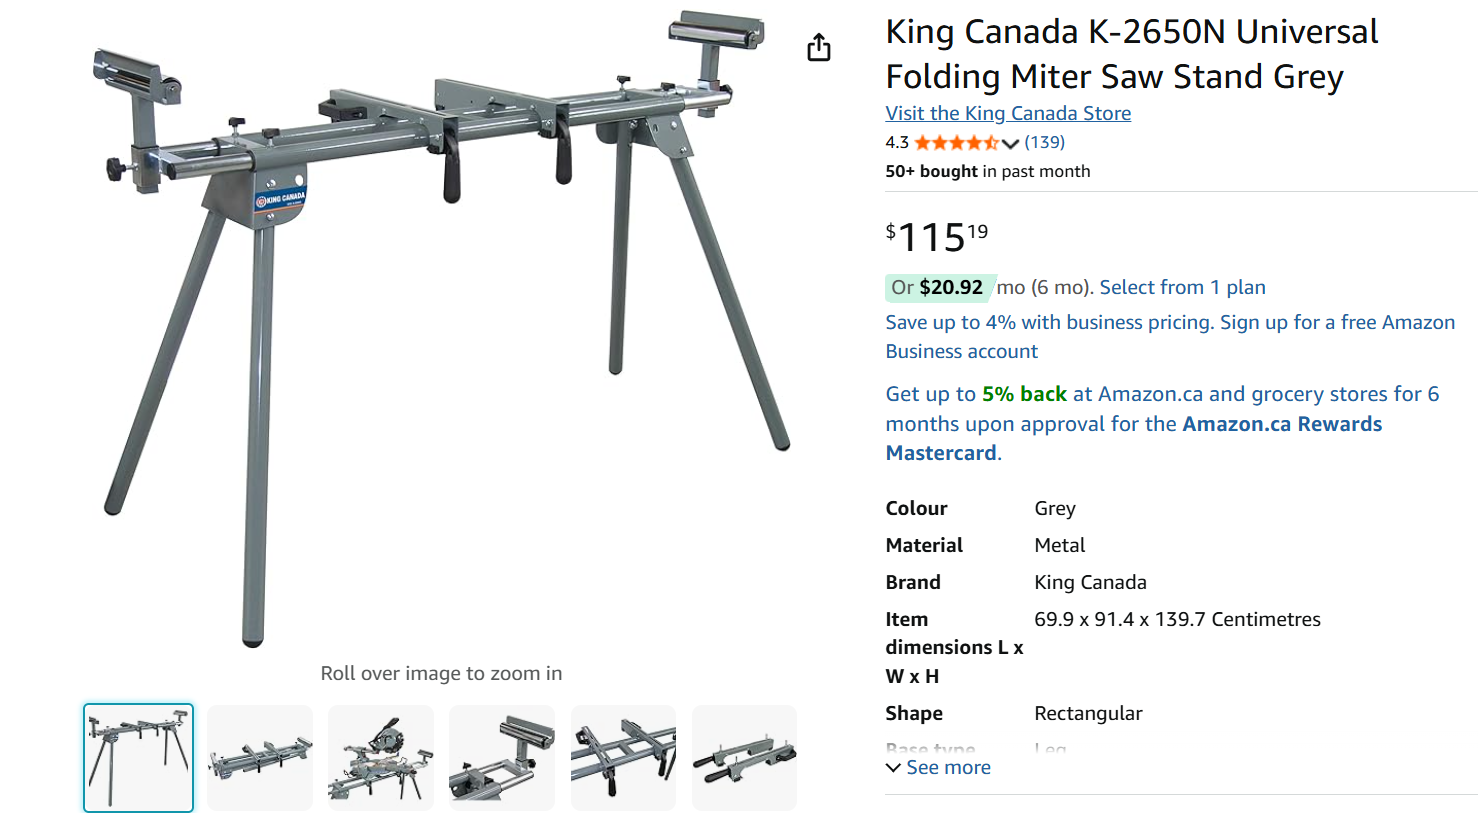 King Canada K-2650N Universal
Folding Miter Saw Stand Grey
Visit the King Canada Store
4.3 (139)
50+ bought in past month
$115 19
Or $20.92 /mo (6 mo). Select from 1 plan
Save up to 4% with business pricing. Sign up for a free Amazon
Business account
Get up to 5% back at Amazon.ca and grocery stores for 6
months upon approval for the Amazon.ca Rewards
Mastercard.
Colour Grey
Material Metal
Brand King Canada
Item 69.9 x 91.4 x 139.7 Centimetres
dimensions L x
W x H
Shape Rectangular
Base type Leg
See more
KING CANADA
Roll over image to zoom in